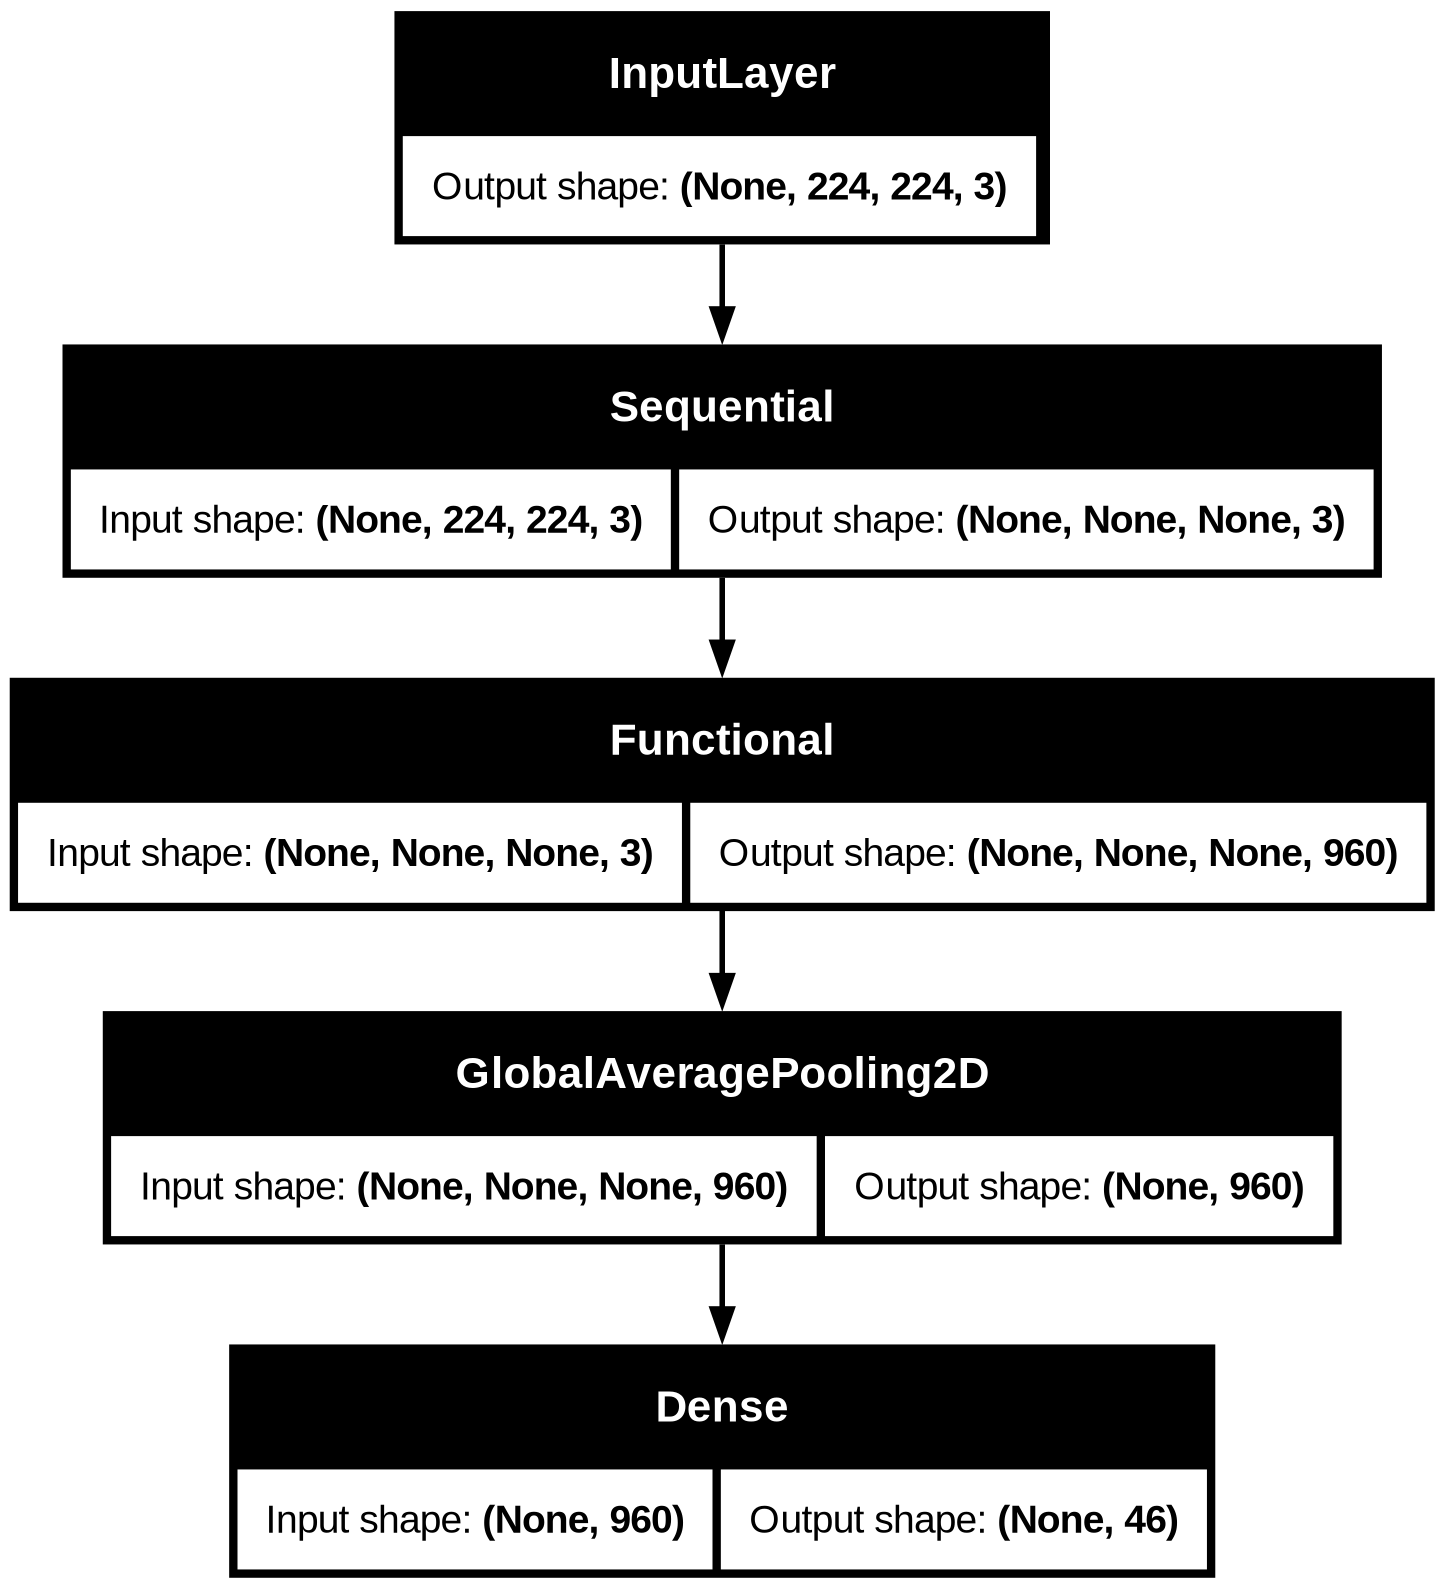 InputLayer
Output shape: (None, 224, 224, 3)
Sequential
Input shape: (None, 224, 224, 3) Output shape: (None, None, None, 3)
Functional
Input shape: (None, None, None, 3) Output shape: (None, None, None, 960)
GlobalAveragePooling2D
Input shape: (None, None, None, 960) Output shape: (None, 960)
Dense
Input shape: (None, 960) Output shape: (None, 46)